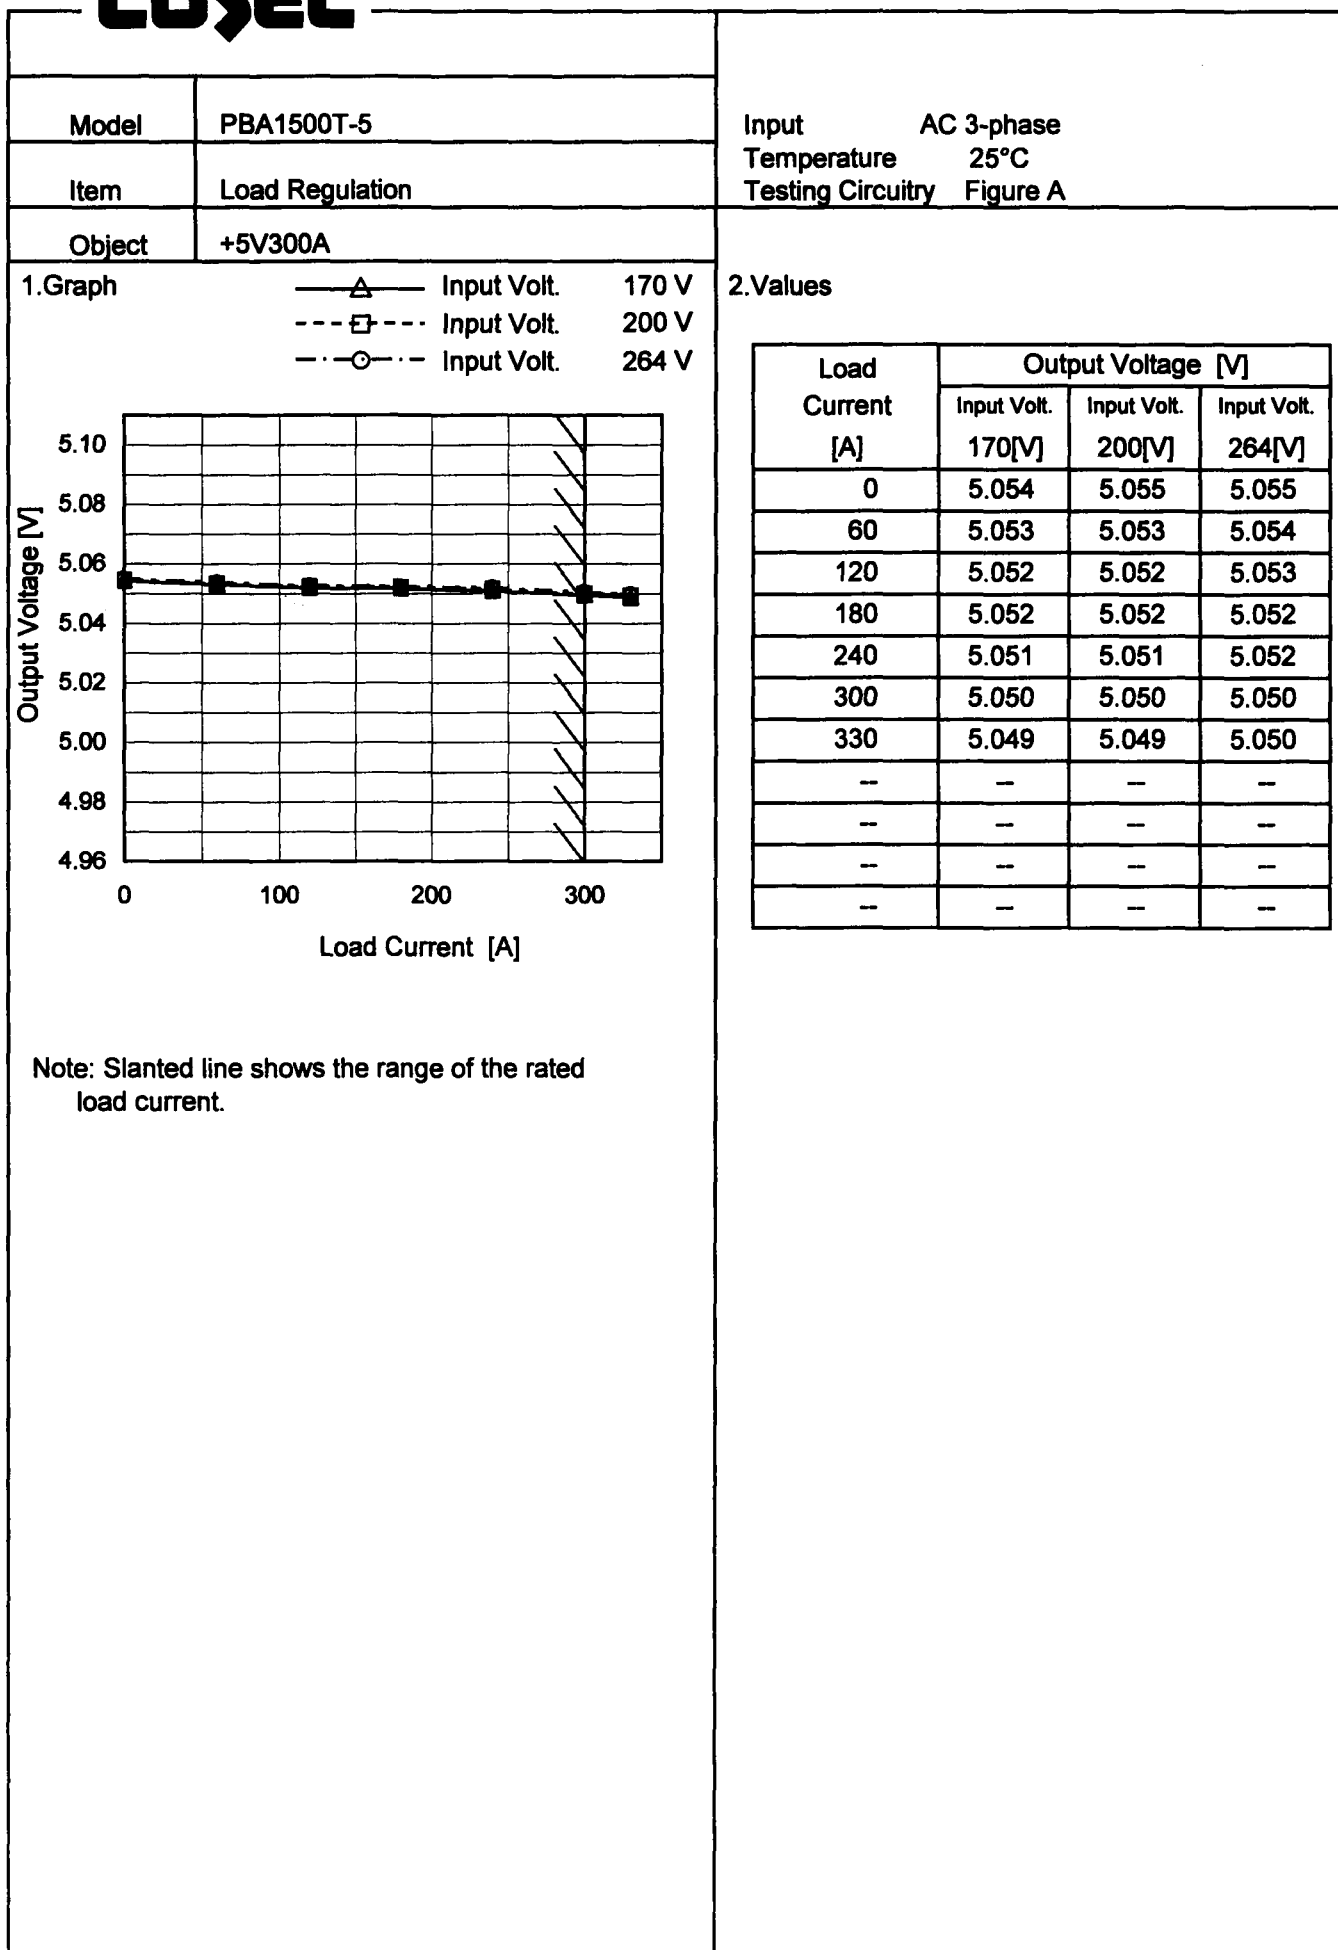 COSEL
Model PBA1500T-5
Item Load Regulation
Object +5V300A
Input AC 3-phase
Temperature 25°C
Testing Circuitry Figure A
1.Graph
Input Volt. 170 V
Input Volt. 200 V
Input Volt. 264 V
Output Voltage [V]
5.10
5.08
5.06
5.04
5.02
5.00
4.98
4.96
0 100 200 300
Load Current [A]
Note: Slanted line shows the range of the rated
load current.
2.Values
Load Output Voltage [V]
Current Input Volt. Input Volt. Input Volt.
[A] 170[V] 200[V] 264[V]
0 5.054 5.055 5.055
60 5.053 5.053 5.054
120 5.052 5.052 5.053
180 5.052 5.052 5.052
240 5.051 5.051 5.052
300 5.050 5.050 5.050
330 5.049 5.049 5.050
-- -- -- --
-- -- -- --
-- -- -- --
-- -- -- --